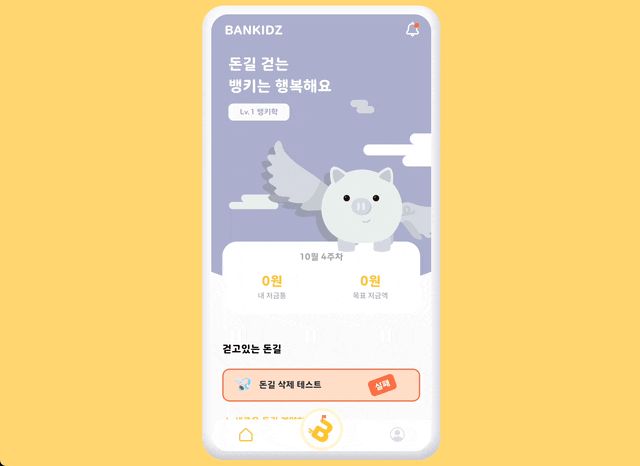 BANKIDZ
돈길 걷는
뱅키는 행복해요
Lv.1 뱅키학
10월 4주차
0원
0원
내 저금통
목표 저금액
걷고있는 돈길
돈길 삭제 테스트
실패